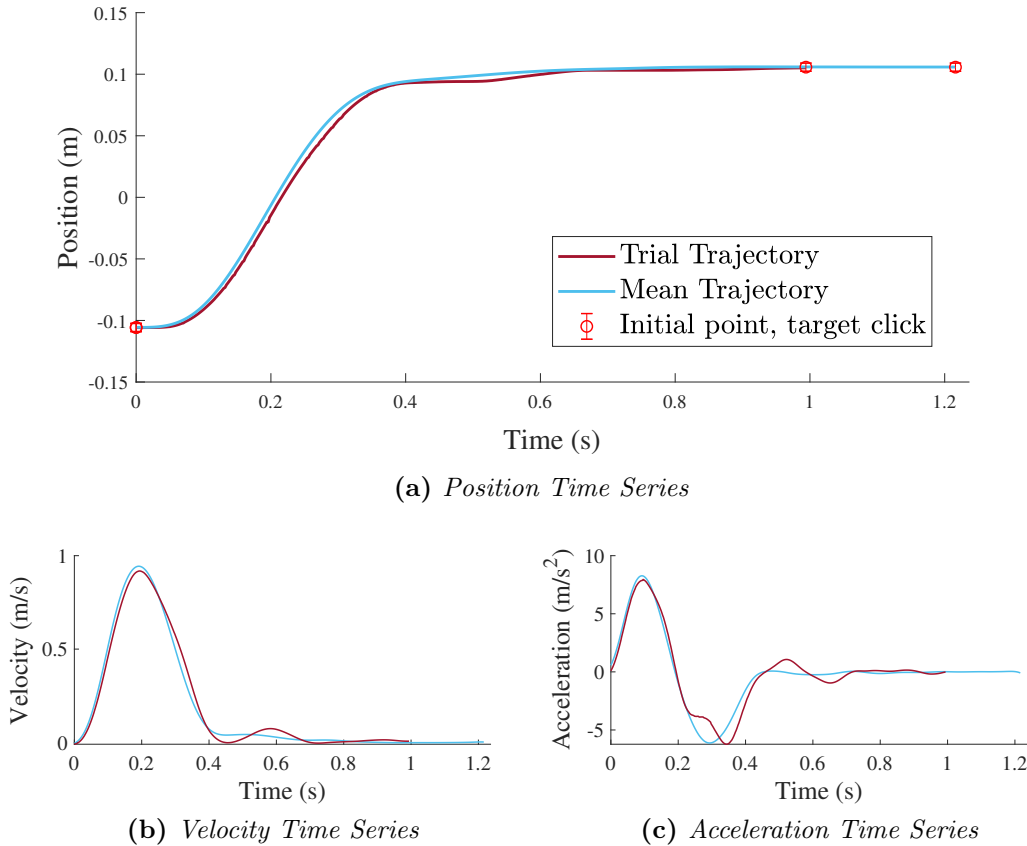 0.15
0.1
0.05
0
-0.05
-0.1
-0.15
Position (m)
Trial Trajectory
Mean Trajectory
Initial point, target click
0 0.2 0.4 0.6 0.8 1 1.2
Time (s)
(a) Position Time Series
1
0.5
0
Velocity (m/s)
0 0.2 0.4 0.6 0.8 1 1.2
Time (s)
(b) Velocity Time Series
10
5
0
-5
Acceleration (m/s²)
0 0.2 0.4 0.6 0.8 1 1.2
Time (s)
(c) Acceleration Time Series